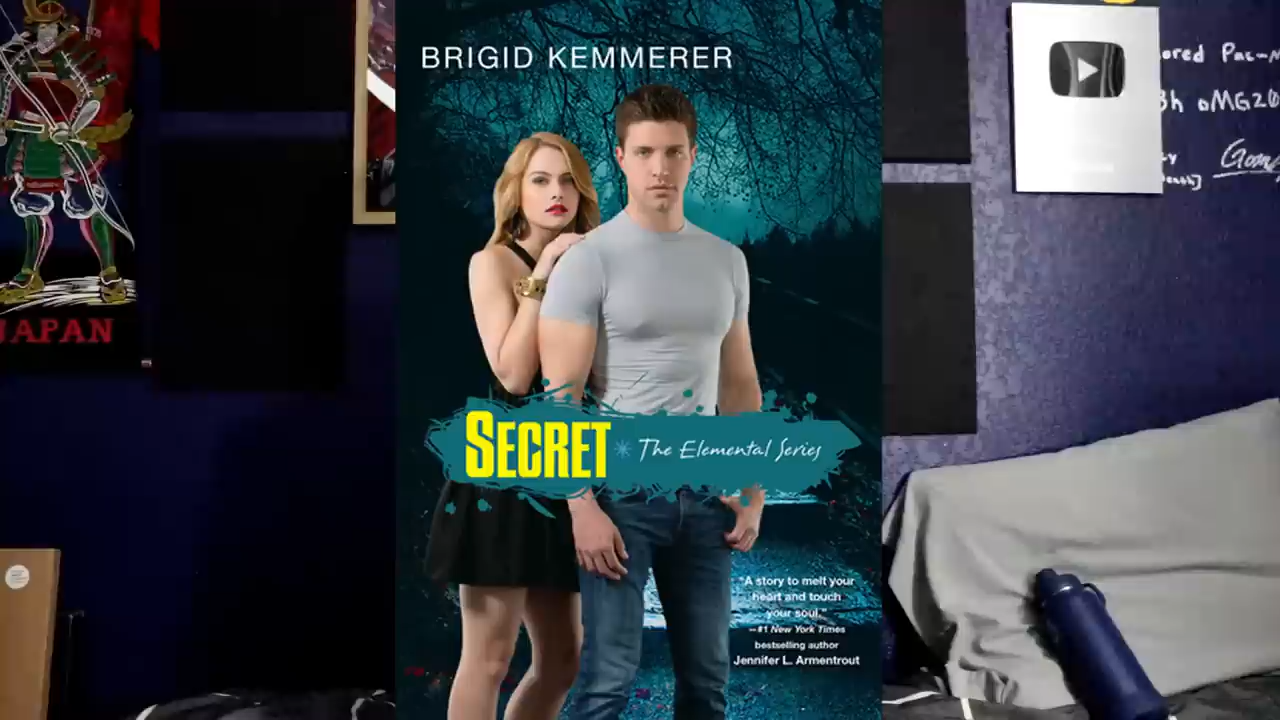 JAPAN
BRIGID KEMMERER
SECRET * The Elemental Series
"A story to melt your
heart and touch
your soul."
—#1 New York Times
bestselling author
Jennifer L. Armentrout